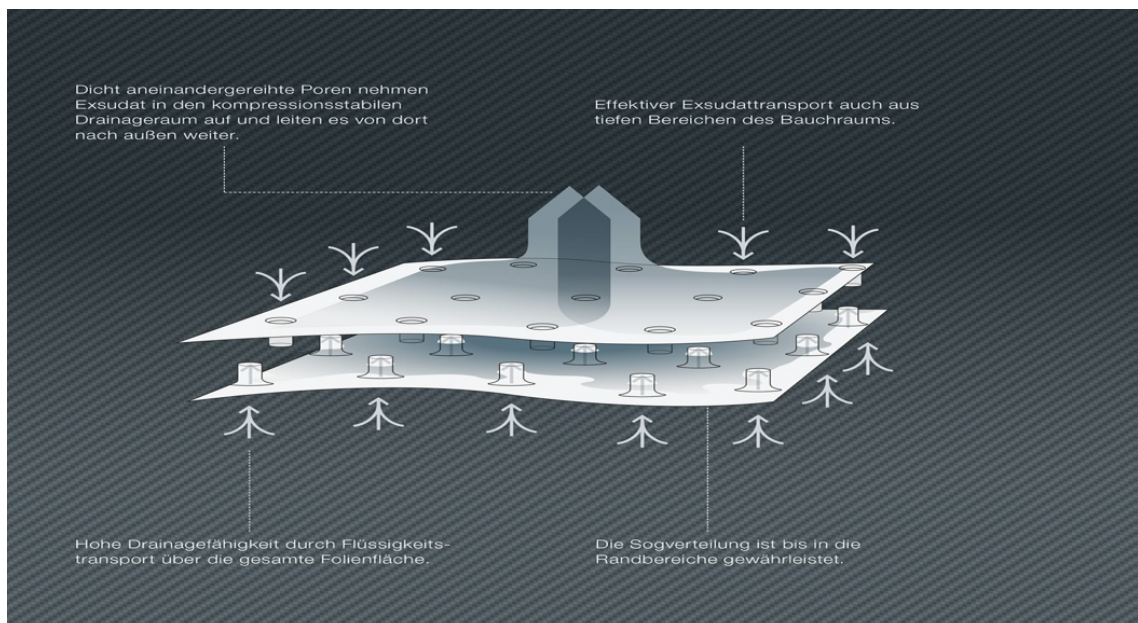 Dicht aneinandergereihte Poren nehmen
Exsudat in den kompressionsstabilen
Drainageraum auf und leiten es von dort
nach außen weiter.
Effektiver Exsudattransport auch aus
tiefen Bereichen des Bauchraums.
Hohe Drainagefähigkeit durch Flüssigkeits-
transport über die gesamte Folienfläche.
Die Sogverteilung ist bis in die
Randbereiche gewährleistet.